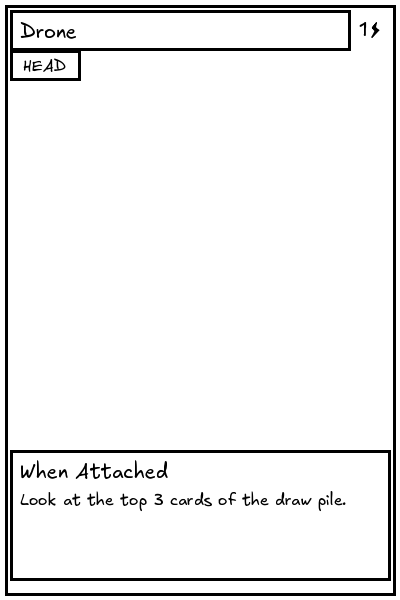 Drone
1⚡
HEAD
When Attached
Look at the top 3 cards of the draw pile.